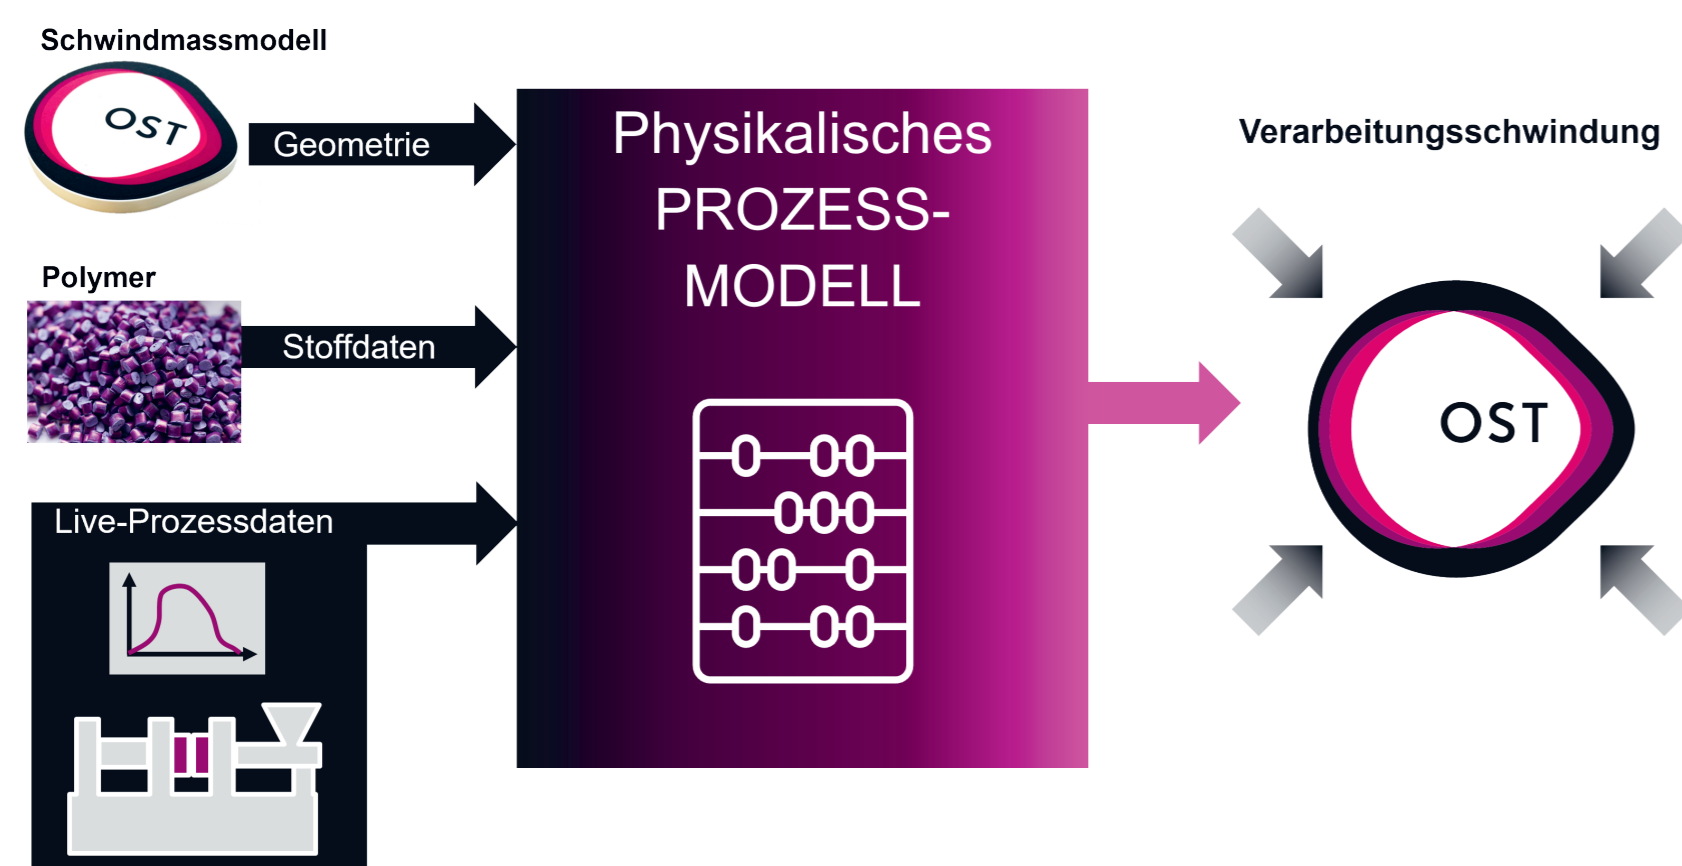 Schwindmassmodell
OST
Geometrie
Polymer
Stoffdaten
Live-Prozessdaten
Physikalisches
PROZESS-
MODELL
Verarbeitungsschwindung
OST